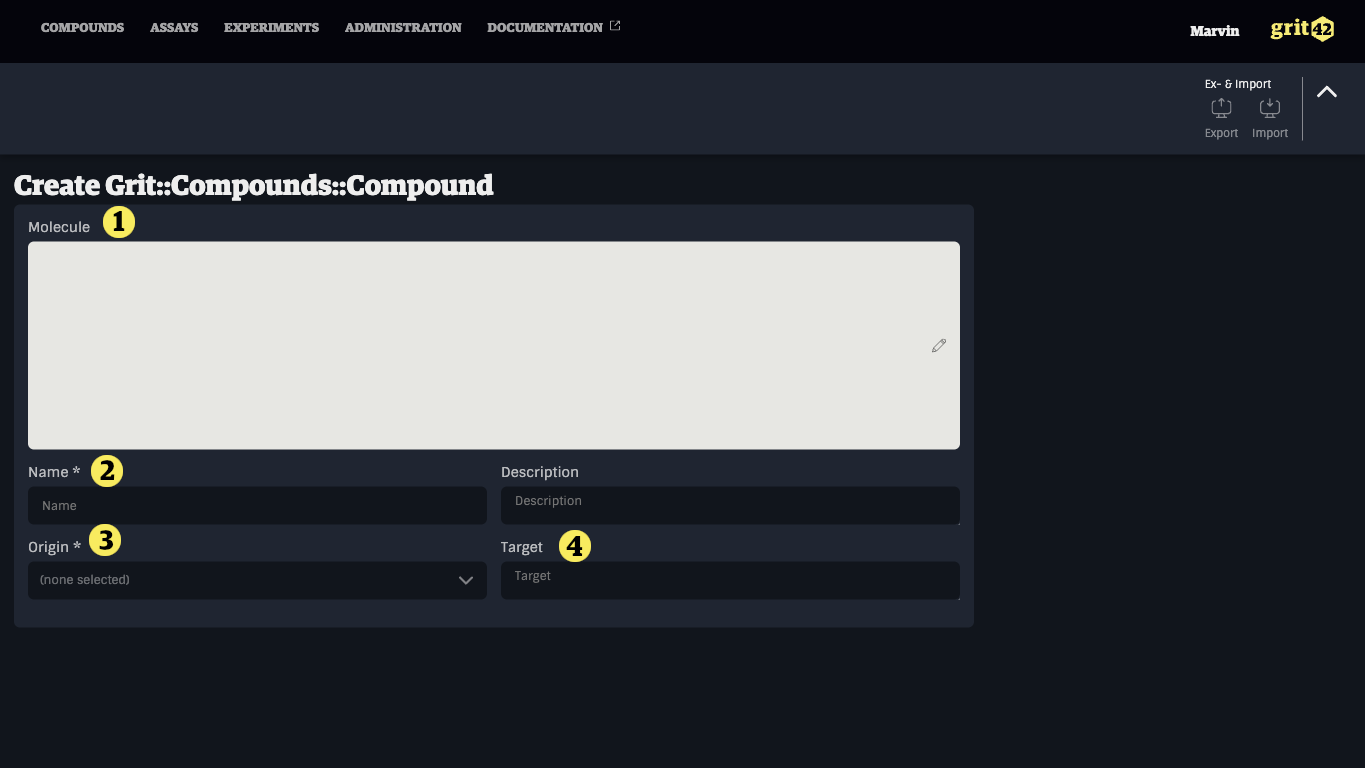 COMPOUNDS ASSAYS EXPERIMENTS ADMINISTRATION DOCUMENTATION Marvin grit42
Ex- & Import
Export Import
Create Grit::Compounds::Compound
Molecule 1
Name * 2 Description
Name Description
Origin * 3 Target 4
(none selected) Target